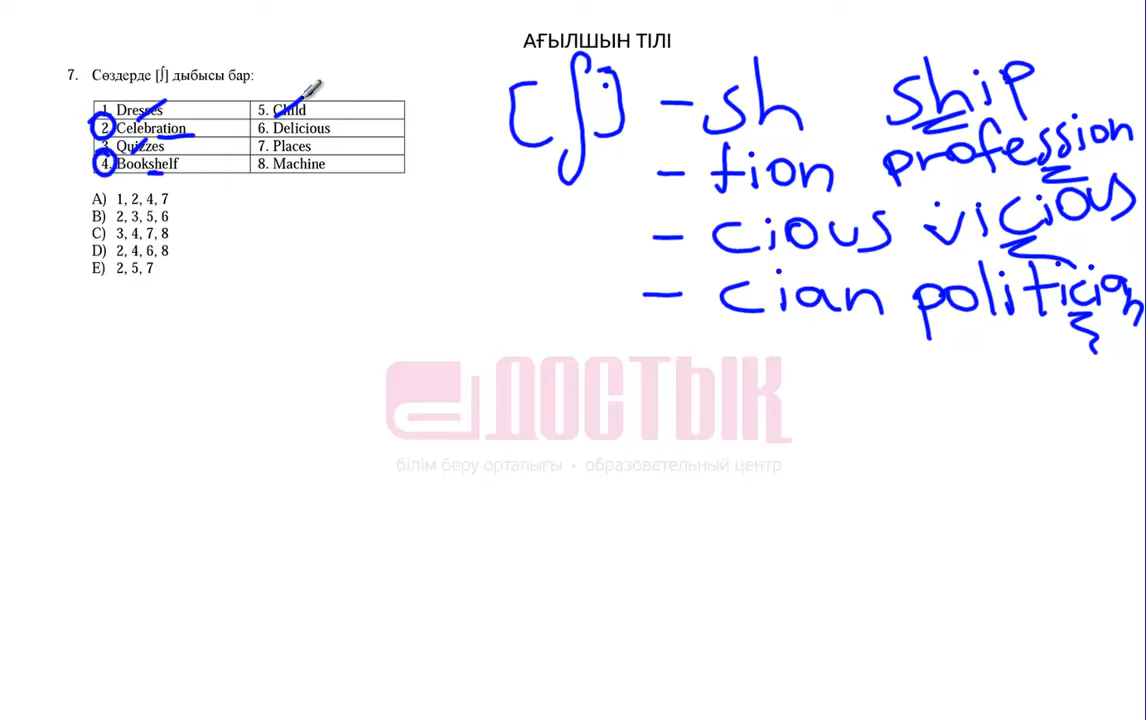 АҒЫЛШЫН ТІЛІ
7. Сөздерде [ʃ] дыбысы бар:
1. Dresses 5. Child
2. Celebration 6. Delicious
3. Quizzes 7. Places
4. Bookshelf 8. Machine
A) 1, 2, 4, 7
B) 2, 3, 5, 6
C) 3, 4, 7, 8
D) 2, 4, 6, 8
E) 2, 5, 7
[ʃ] - sh ship
- tion profession
- cious vicious
- cian politician
ДОСТЫҚ
білім беру орталығы • образовательный центр